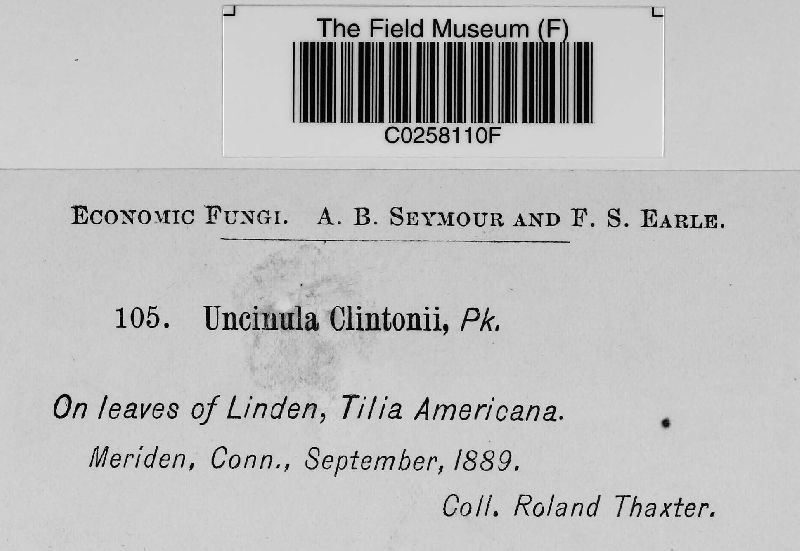 The Field Museum (F)
C0258110F
Economic Fungi. A. B. Seymour and F. S. Earle.
105. Uncinula Clintonii, Pk.
On leaves of Linden, Tilia Americana.
Meriden, Conn., September, 1889.
Coll. Roland Thaxter.